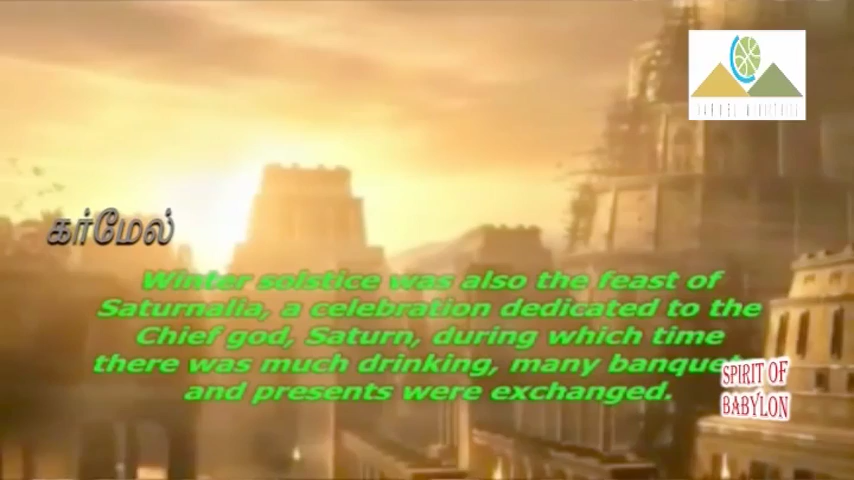 கர்மேல்
Winter solstice was also the feast of
Saturnalia, a celebration dedicated to the
Chief god, Saturn, during which time
there was much drinking, many
and presents were exchanged.
SPIRIT OF
BABYLON